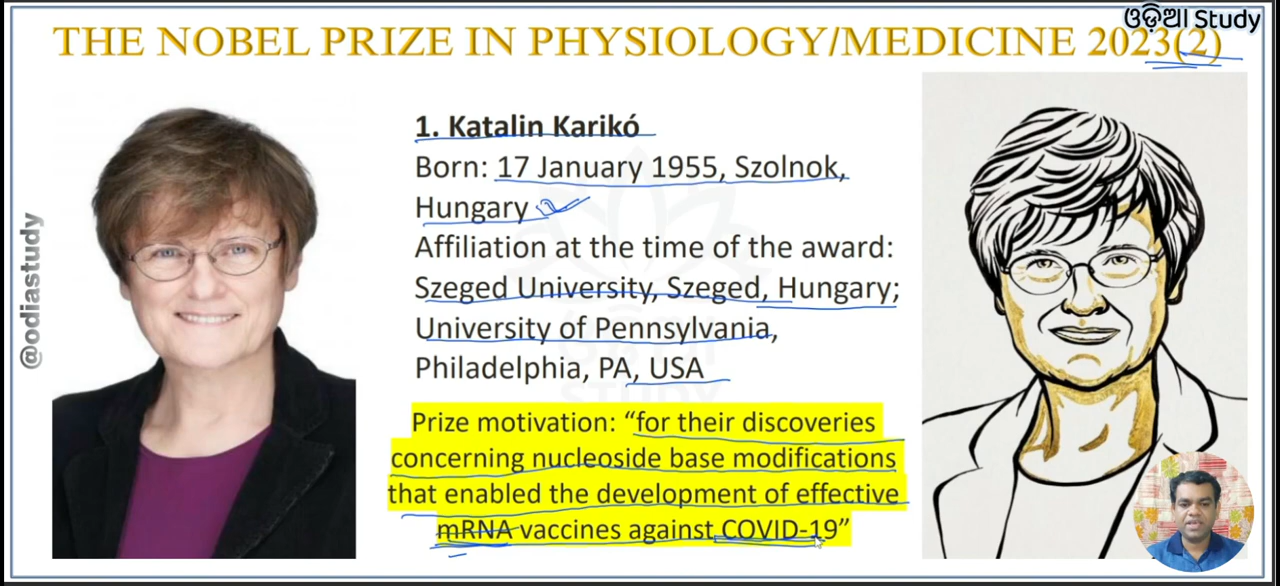 ଓଡ଼ିଆ Study
THE NOBEL PRIZE IN PHYSIOLOGY/MEDICINE 2023(2)
@odiastudy
1. Katalin Karikó
Born: 17 January 1955, Szolnok,
Hungary
Affiliation at the time of the award:
Szeged University, Szeged, Hungary;
University of Pennsylvania,
Philadelphia, PA, USA
Prize motivation: “for their discoveries
concerning nucleoside base modifications
that enabled the development of effective
mRNA vaccines against COVID-19”